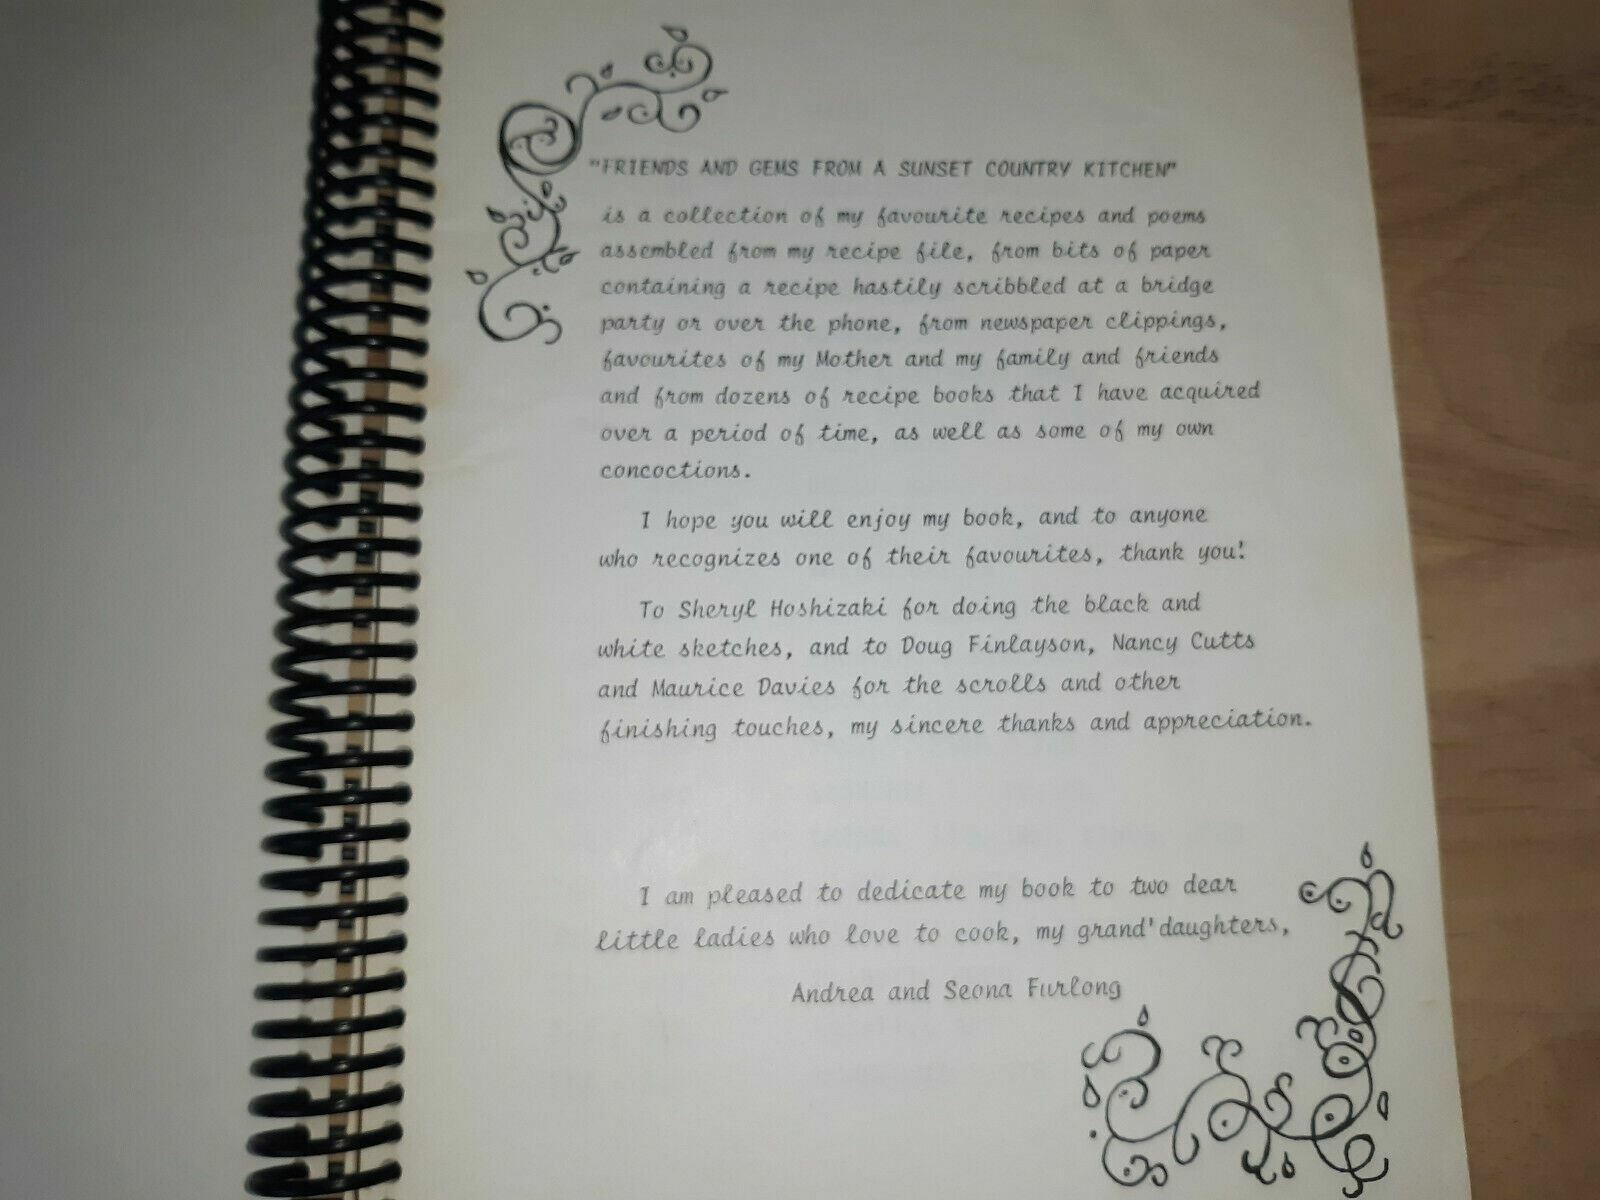 "FRIENDS AND GEMS FROM A SUNSET COUNTRY KITCHEN"
is a collection of my favourite recipes and poems
assembled from my recipe file, from bits of paper
containing a recipe hastily scribbled at a bridge
party or over the phone, from newspaper clippings,
favourites of my Mother and my family and friends
and from dozens of recipe books that I have acquired
over a period of time, as well as some of my own
concoctions.
I hope you will enjoy my book, and to anyone
who recognizes one of their favourites, thank you!
To Sheryl Hoshizaki for doing the black and
white sketches, and to Doug Finlayson, Nancy Cutts
and Maurice Davies for the scrolls and other
finishing touches, my sincere thanks and appreciation.
I am pleased to dedicate my book to two dear
little ladies who love to cook, my grand'daughters,
Andrea and Seona Furlong